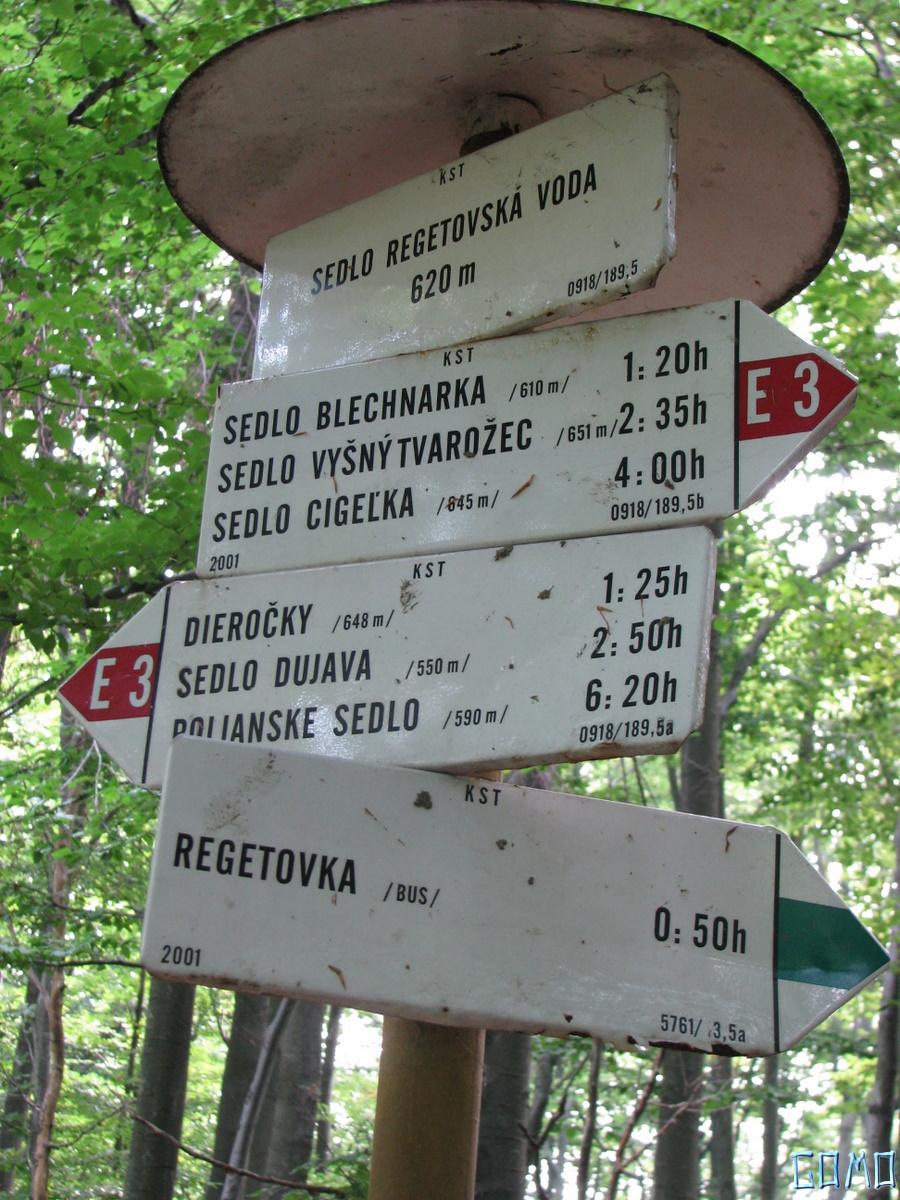 KST
SEDLO REGETOVSKÁ VODA
620 m
0918/189,5
KST
SEDLO BLECHNARKA /610 m/ 1:20h
SEDLO VYŠNÝ TVAROŽEC /651 m/ 2:35h
SEDLO CIGEĽKA /645 m/ 4:00h
2001 0918/189,5b
E 3
KST
DIEROČKY /648 m/ 1:25h
SEDLO DUJAVA /550 m/ 2:50h
POLIANSKE SEDLO /590 m/ 6:20h
0918/189,5a
E 3
KST
REGETOVKA /BUS/ 0:50h
2001
GOMO